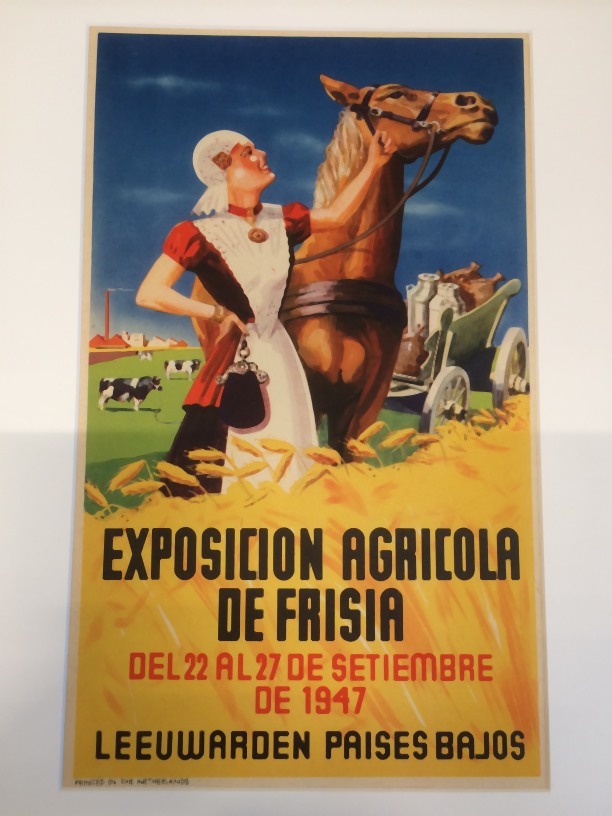 EXPOSICION AGRICOLA
DE FRISIA
DEL 22 AL 27 DE SETIEMBRE
DE 1947
LEEUWARDEN PAISES BAJOS
PRINTED IN THE NETHERLANDS